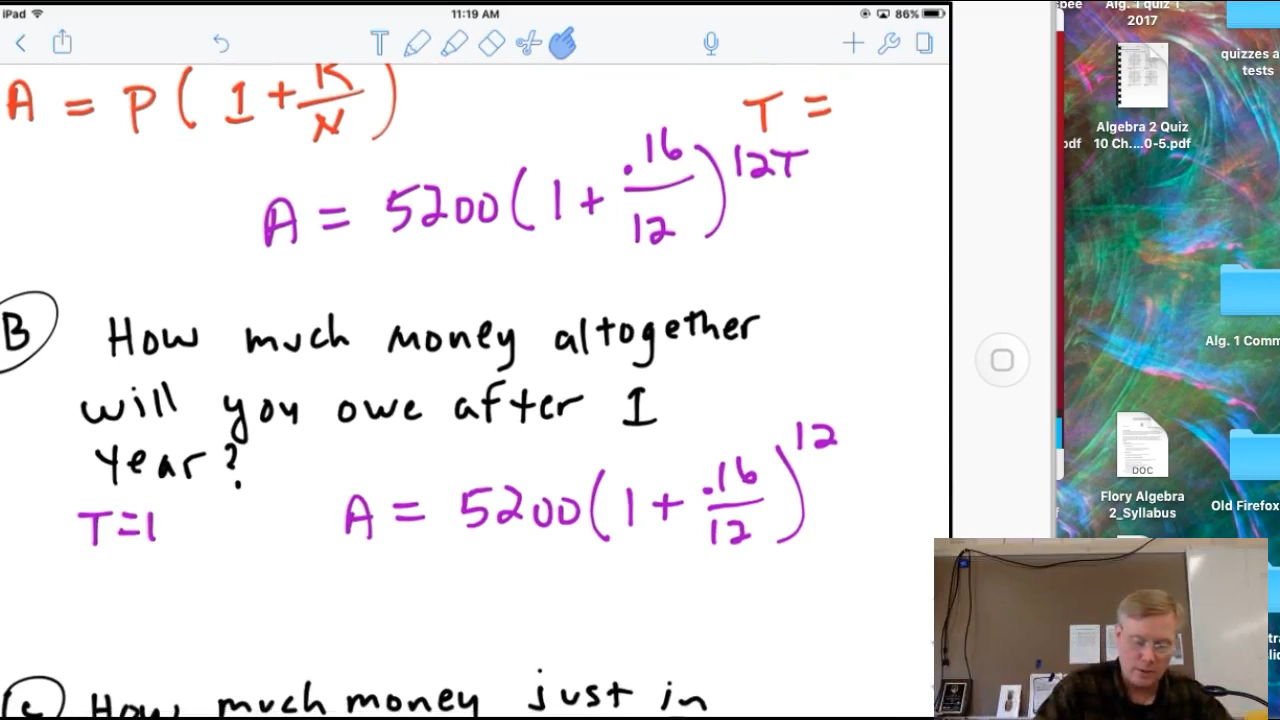 iPad 11:19 AM 86%
T
A = P(1+R/N) T =
A = 5200(1+.16/12)^12T
B How much money altogether
will you owe after 1
year?
T=1 A = 5200(1+.16/12)^12
C How much money just in
sbee
Alg. 1 quiz 1
2017
quizzes a
tests
pdf
Algebra 2 Quiz
10 Ch....0-5.pdf
Alg. 1 Comm
DOC
Flory Algebra
2_Syllabus
Old Firefox